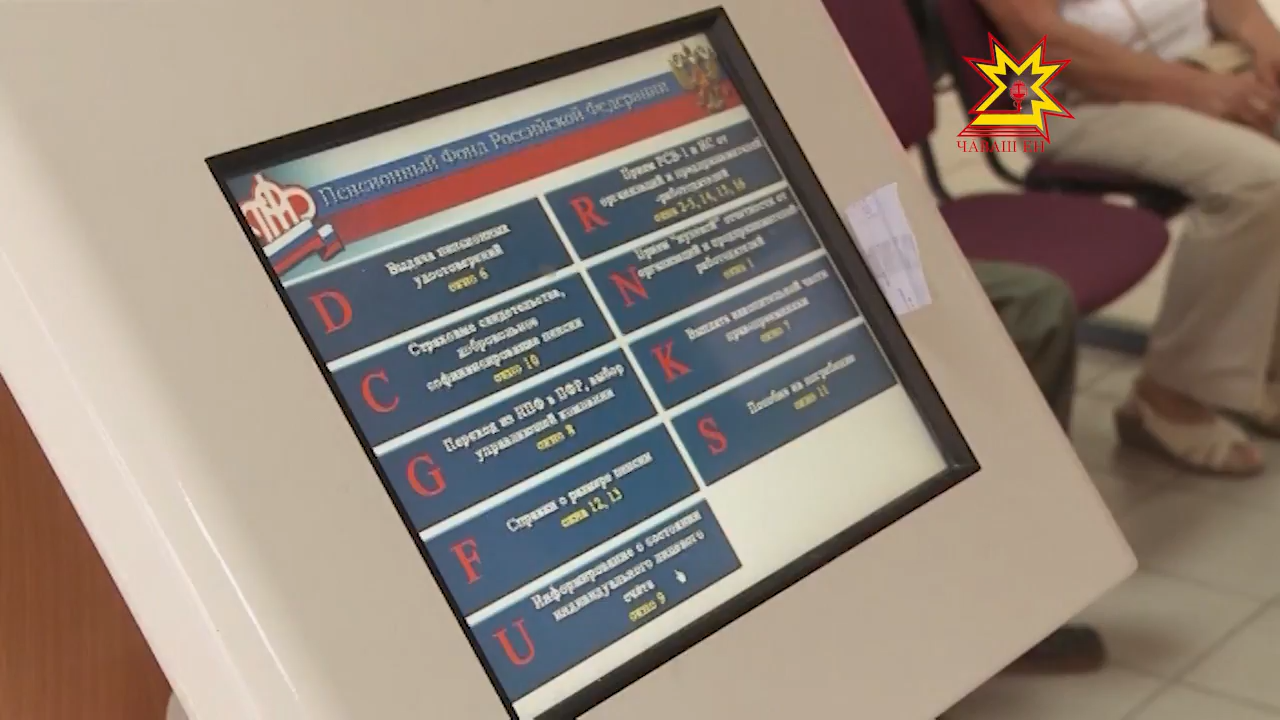 Пенсионный Фонд Российской Федерации
D
Выдача пенсионных
удостоверений
окно 6
C
Страховые свидетельства,
добровольное
софинансирование пенсии
окно 10
G
Переход из НПФ в ПФР, выбор
управляющей компании
окно 8
F
Справки о размере пенсии
окна 12, 13
U
Информирование о состоянии
индивидуального лицевого
счета
окно 9
R
Прием РСВ-1 и ИС от
организаций и предпринимателей
-работодателей
окна 2-5, 14, 15, 16
N
Прием "нулевой" отчетности от
организаций и предпринимателей
работодателей
окно 1
K
Выплата накопительной части
правопреемникам
окно 7
S
Пособия на погребение
окно 11
ЧĂВАШ ЕН